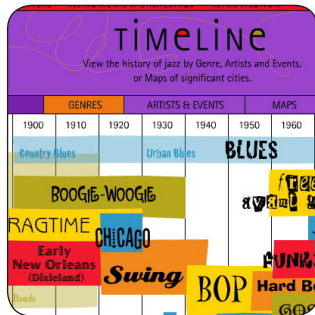 TIMELINE
View the history of jazz by Genre, Artists and Events,
or Maps of significant cities.
GENRES ARTISTS & EVENTS MAPS
1900 1910 1920 1930 1940 1950 1960
Country Blues Urban Blues BLUES
BOOGIE-WOOGIE
RAGTIME
CHICAGO
Early
New Orleans
(Dixieland)
Swing
BOP
Hard
Bands